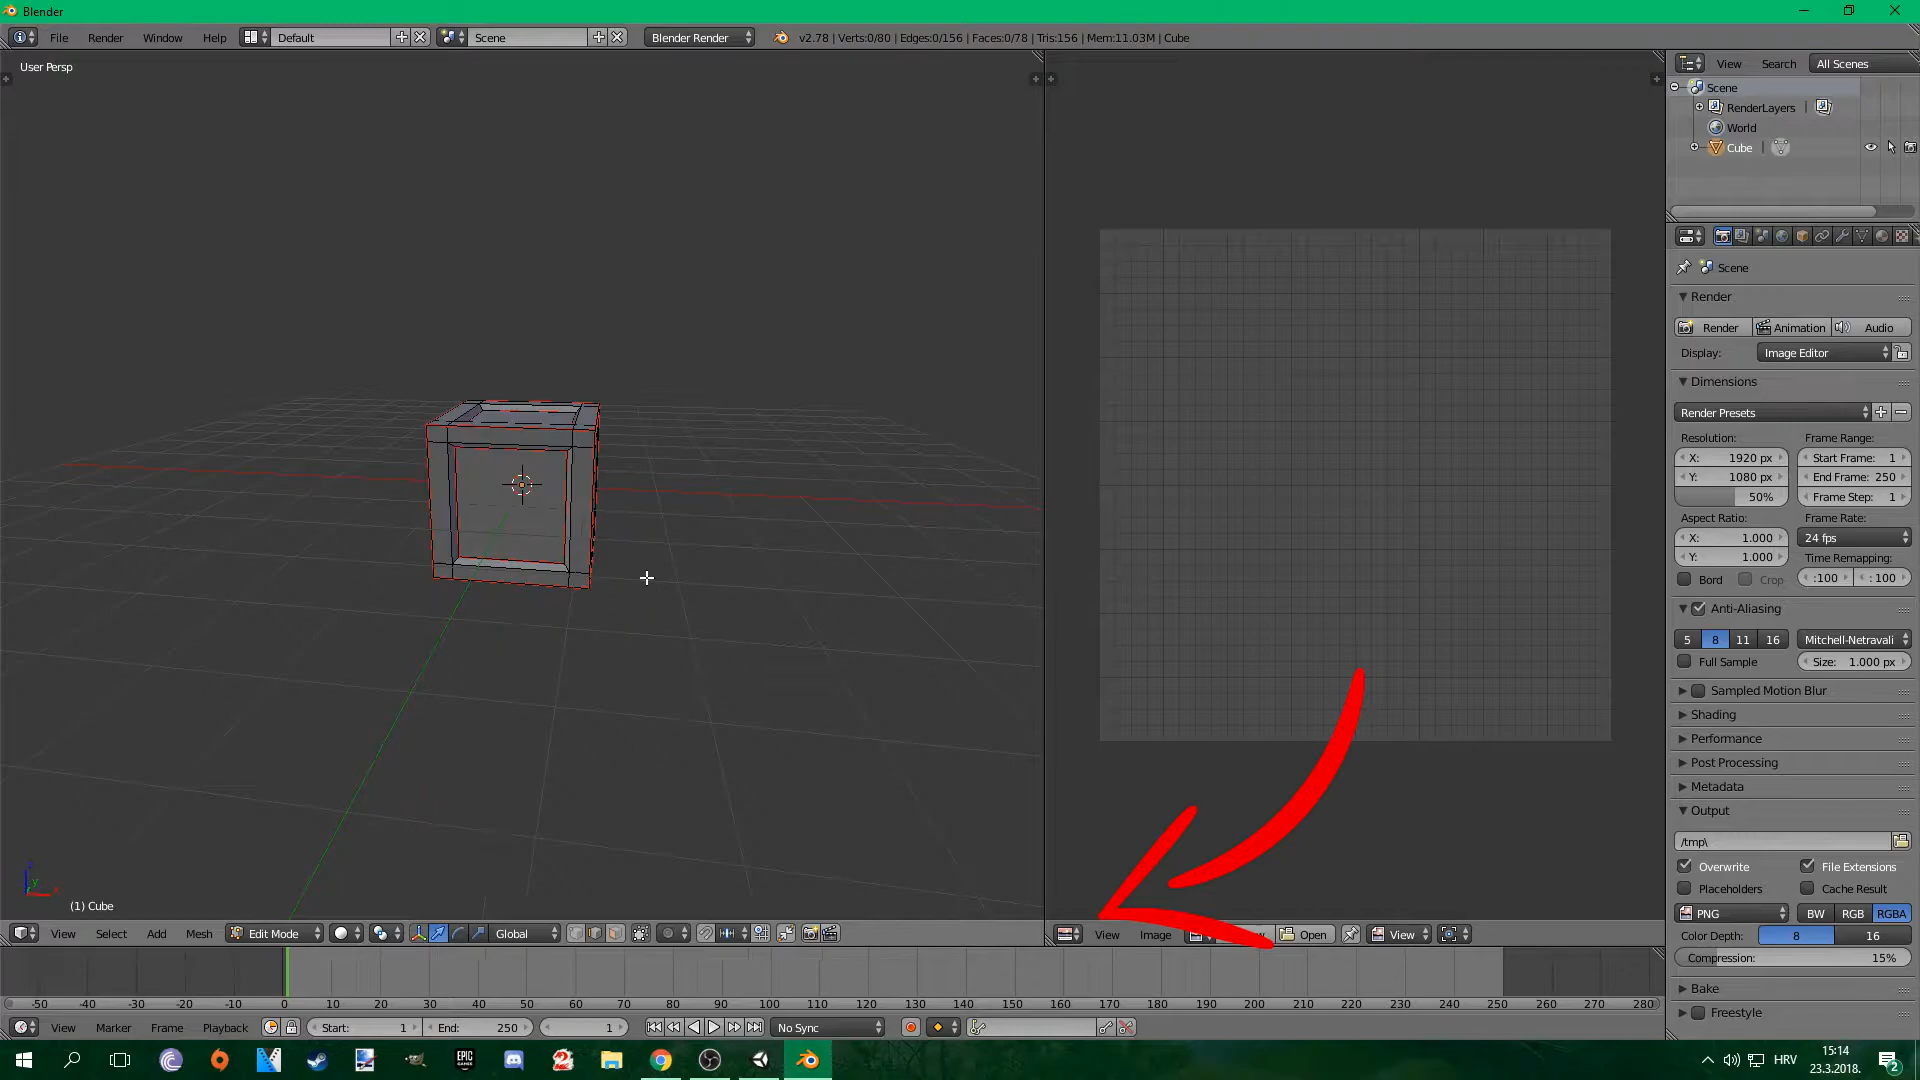 Blender
File Render Window Help Default Scene Blender Render v2.78 | Verts:0/80 | Edges:0/156 | Faces:0/78 | Tris:156 | Mem:11.03M | Cube
User Persp
View Search All Scenes
Scene
RenderLayers |
World
Cube |
Scene
Render
Render Animation Audio
Display: Image Editor
Dimensions
Render Presets
Resolution: Frame Range:
X: 1920 px Start Frame: 1
Y: 1080 px End Frame: 250
50% Frame Step: 1
Aspect Ratio: Frame Rate:
X: 1.000 24 fps
Y: 1.000 Time Remapping:
Bord Crop :100 : 100
Anti-Aliasing
5 8 11 16 Mitchell-Netravali
Full Sample Size: 1.000 px
Sampled Motion Blur
Shading
Performance
Post Processing
Metadata
Output
/tmp\
Overwrite File Extensions
Placeholders Cache Result
PNG BW RGB RGBA
Color Depth: 8 16
Compression: 15%
Bake
Freestyle
z
y
x
(1) Cube
View Select Add Mesh Edit Mode Global
View Image Open View
-50 -40 -30 -20 -10 0 10 20 30 40 50 60 70 80 90 100 110 120 130 140 150 160 170 180 190 200 210 220 230 240 250 260 270 280
View Marker Frame Playback Start: 1 End: 250 1 No Sync
EPIC GAMES
HRV
15:14
23.3.2018.
2